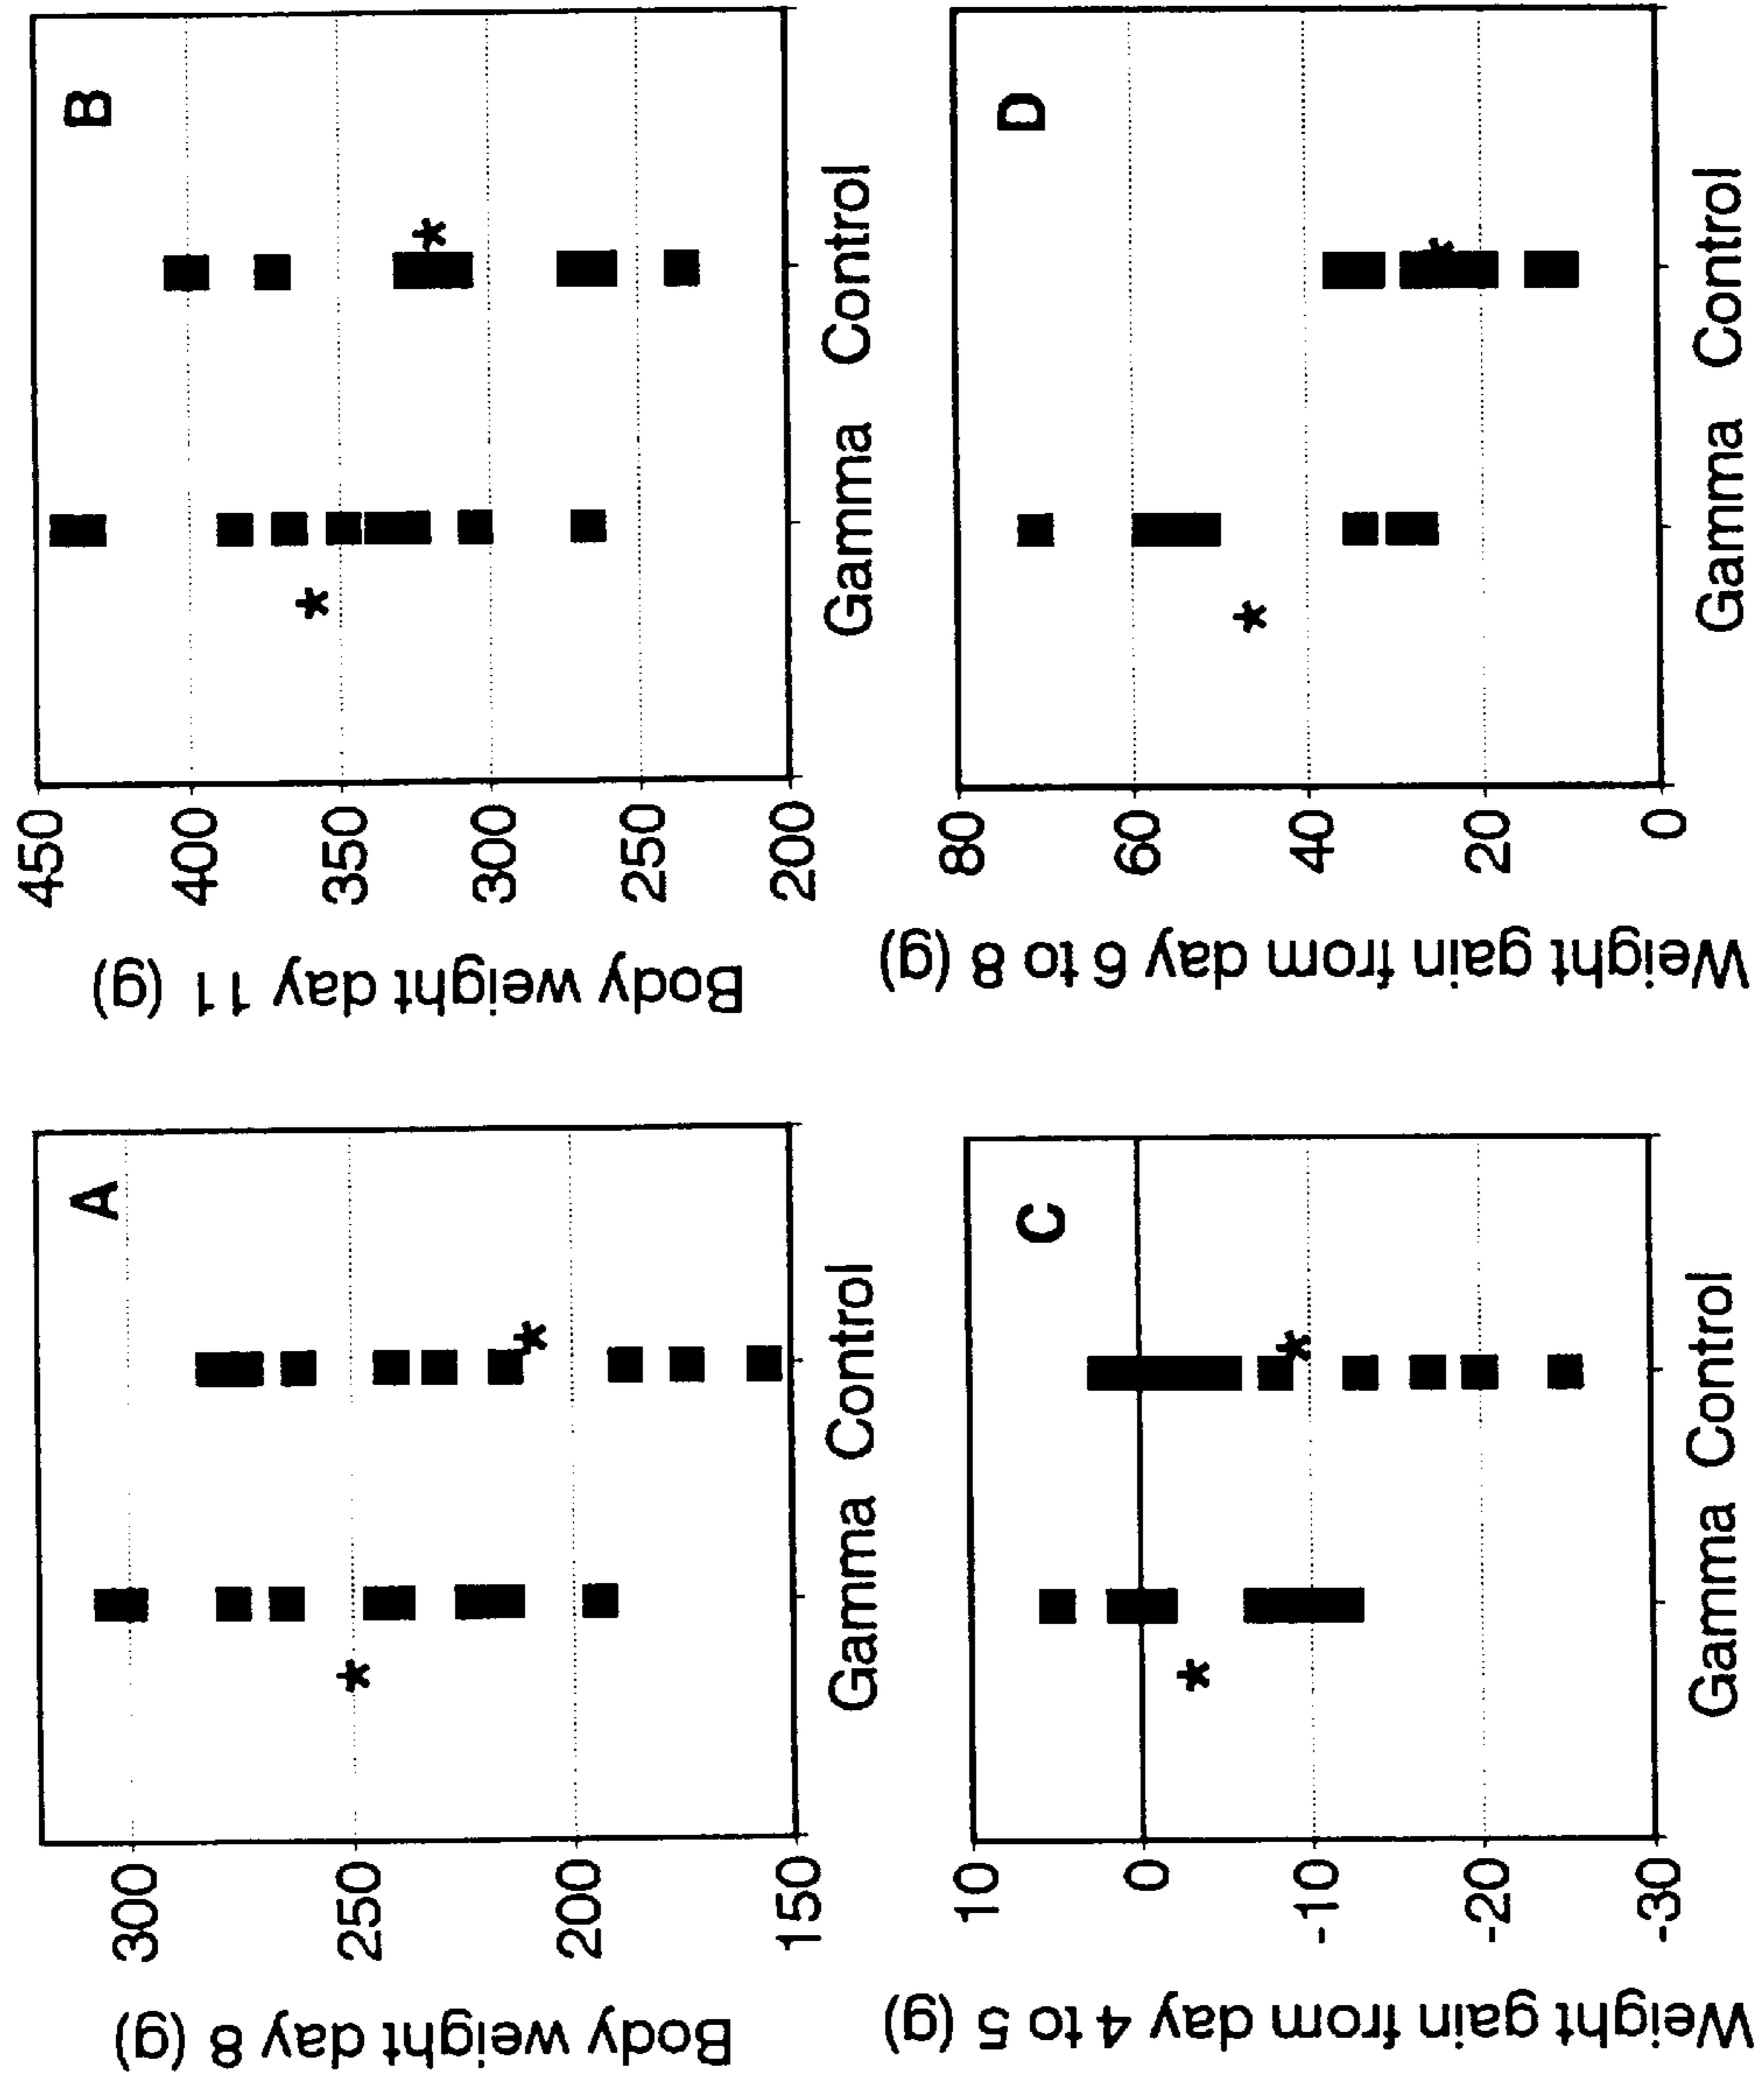 A
300
250
200
150
Body weight day 8 (g)
Gamma Control
*
*
B
450
400
350
300
250
200
Body weight day 11 (g)
Gamma Control
*
*
C
10
0
-10
-20
-30
Weight gain from day 4 to 5 (g)
Gamma Control
*
*
D
80
60
40
20
0
Weight gain from day 6 to 8 (g)
Gamma Control
*
*